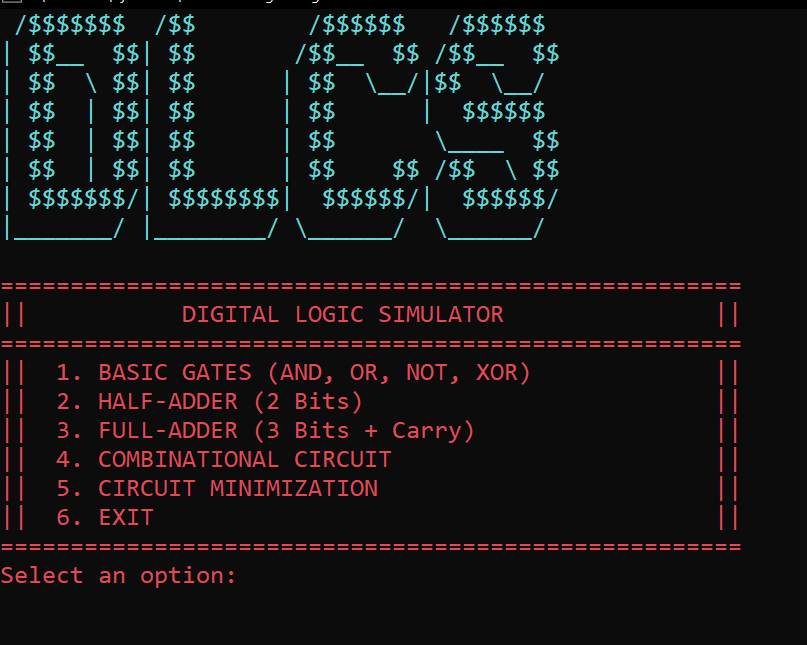 /$$$$$$$  /$$        /$$$$$$   /$$$$$$
| $$__  $$| $$       /$$__  $$ /$$__  $$
| $$  \ $$| $$      | $$  \__/|$$  \__/
| $$  | $$| $$      | $$      |  $$$$$$
| $$  | $$| $$      | $$       \____  $$
| $$  | $$| $$      | $$    $$ /$$  \ $$
| $$$$$$$/| $$$$$$$$|  $$$$$$/|  $$$$$$/
|_______/ |________/ \______/  \______/
=====================================================
||           DIGITAL LOGIC SIMULATOR               ||
=====================================================
||  1. BASIC GATES (AND, OR, NOT, XOR)             ||
||  2. HALF-ADDER (2 Bits)                         ||
||  3. FULL-ADDER (3 Bits + Carry)                 ||
||  4. COMBINATIONAL CIRCUIT                       ||
||  5. CIRCUIT MINIMIZATION                        ||
||  6. EXIT                                        ||
=====================================================
Select an option: